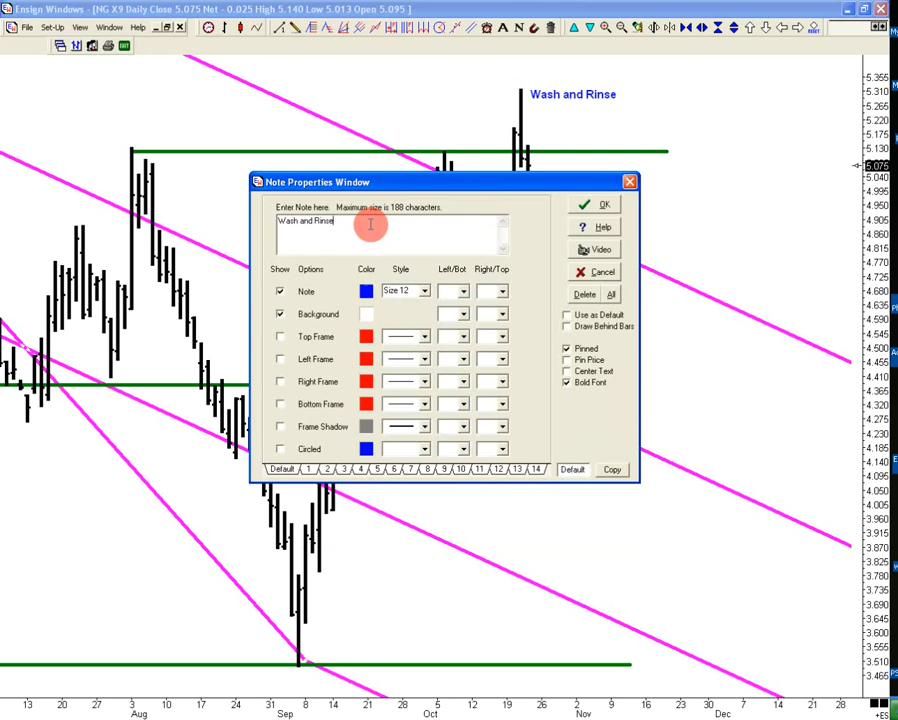 Ensign Windows - [NG X9 Daily Close 5.075 Net - 0.025 High 5.140 Low 5.013 Open 5.095 ]
File Set-Up View Window Help
Wash and Rinse
Note Properties Window
Enter Note here. Maximum size is 188 characters.
Wash and Rinse
OK
Help
Video
Cancel
Delete All
Show Options Color Style Left/Bot Right/Top
Note Size 12
Background
Top Frame
Left Frame
Right Frame
Bottom Frame
Frame Shadow
Circled
Use as Default
Draw Behind Bars
Pinned
Pin Price
Center Text
Bold Font
Default 1 2 3 4 5 6 7 8 9 10 11 12 13 14
Default Copy
5.355
5.310
5.265
5.220
5.175
5.130
5.075
5.040
4.995
4.950
4.905
4.860
4.815
4.770
4.725
4.680
4.635
4.590
4.545
4.500
4.455
4.410
4.365
4.320
4.275
4.230
4.185
4.140
4.095
4.050
4.005
3.960
3.915
3.870
3.825
3.780
3.735
3.690
3.645
3.600
3.555
3.510
3.465
13 20 27 3 10 17 24 31 8 14 21 28 5 12 19 26 2 9 16 23 30 7 14 21 28
Aug Sep Oct Nov Dec
+ES